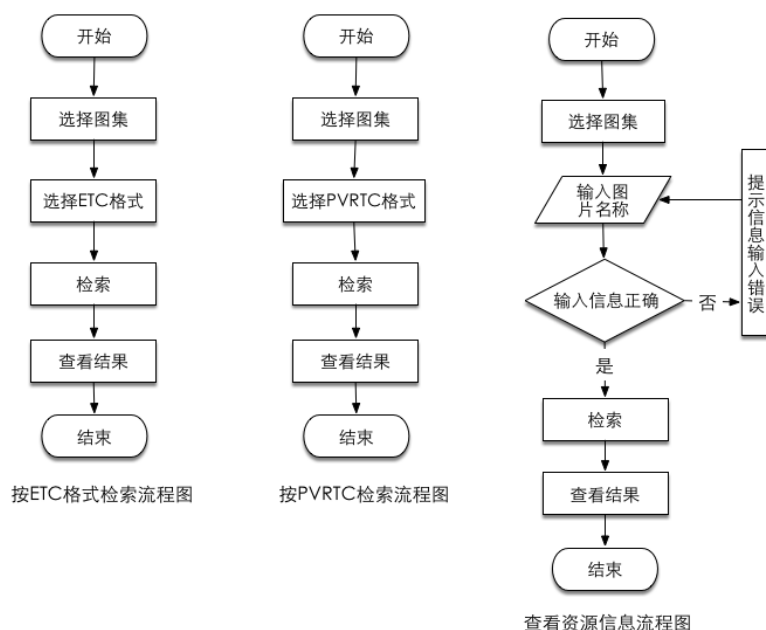 开始
选择图集
选择ETC格式
检索
查看结果
结束
按ETC格式检索流程图
开始
选择图集
选择PVRTC格式
检索
查看结果
结束
按PVRTC检索流程图
开始
选择图集
输入图
片名称
输入信息正确
否
提示信息输入错误
是
检索
查看结果
结束
查看资源信息流程图